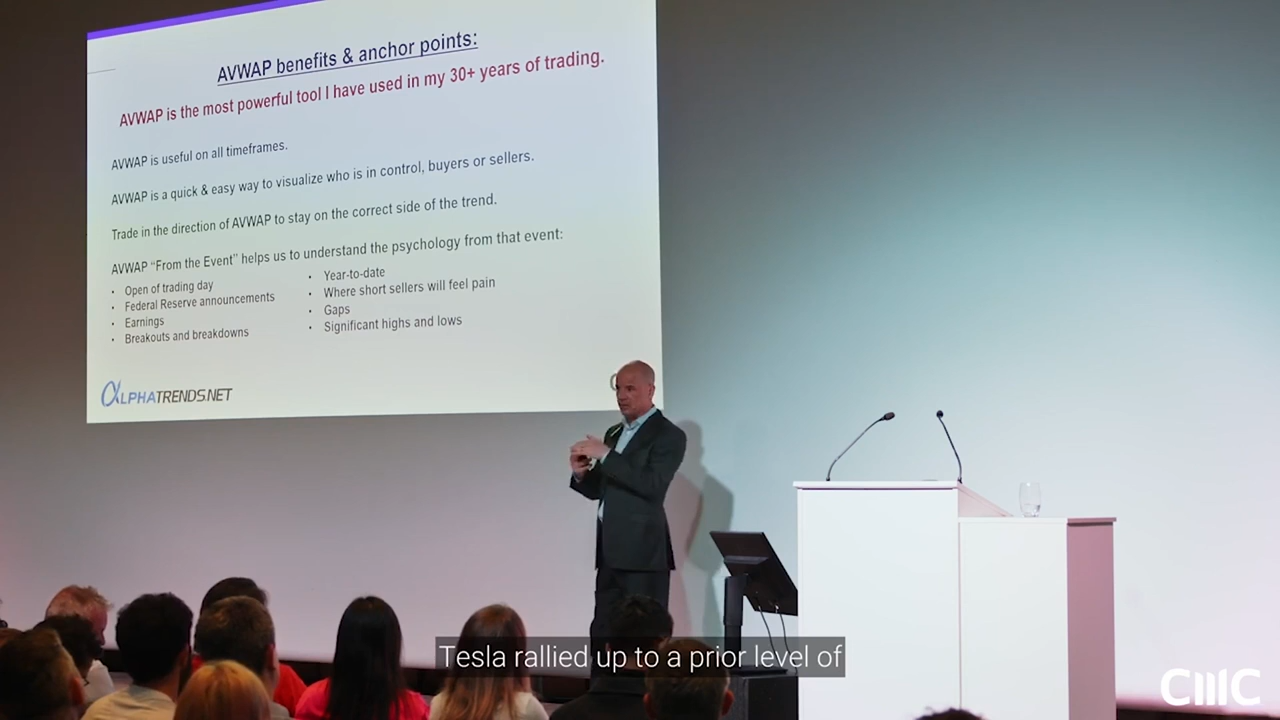 AVWAP benefits & anchor points:
AVWAP is the most powerful tool I have used in my 30+ years of trading.
AVWAP is useful on all timeframes.
AVWAP is a quick & easy way to visualize who is in control, buyers or sellers.
Trade in the direction of AVWAP to stay on the correct side of the trend.
AVWAP “From the Event” helps us to understand the psychology from that event:
• Open of trading day
• Federal Reserve announcements
• Earnings
• Breakouts and breakdowns
• Year-to-date
• Where short sellers will feel pain
• Gaps
• Significant highs and lows
ALPHATRENDS.NET
Tesla rallied up to a prior level of
CMC